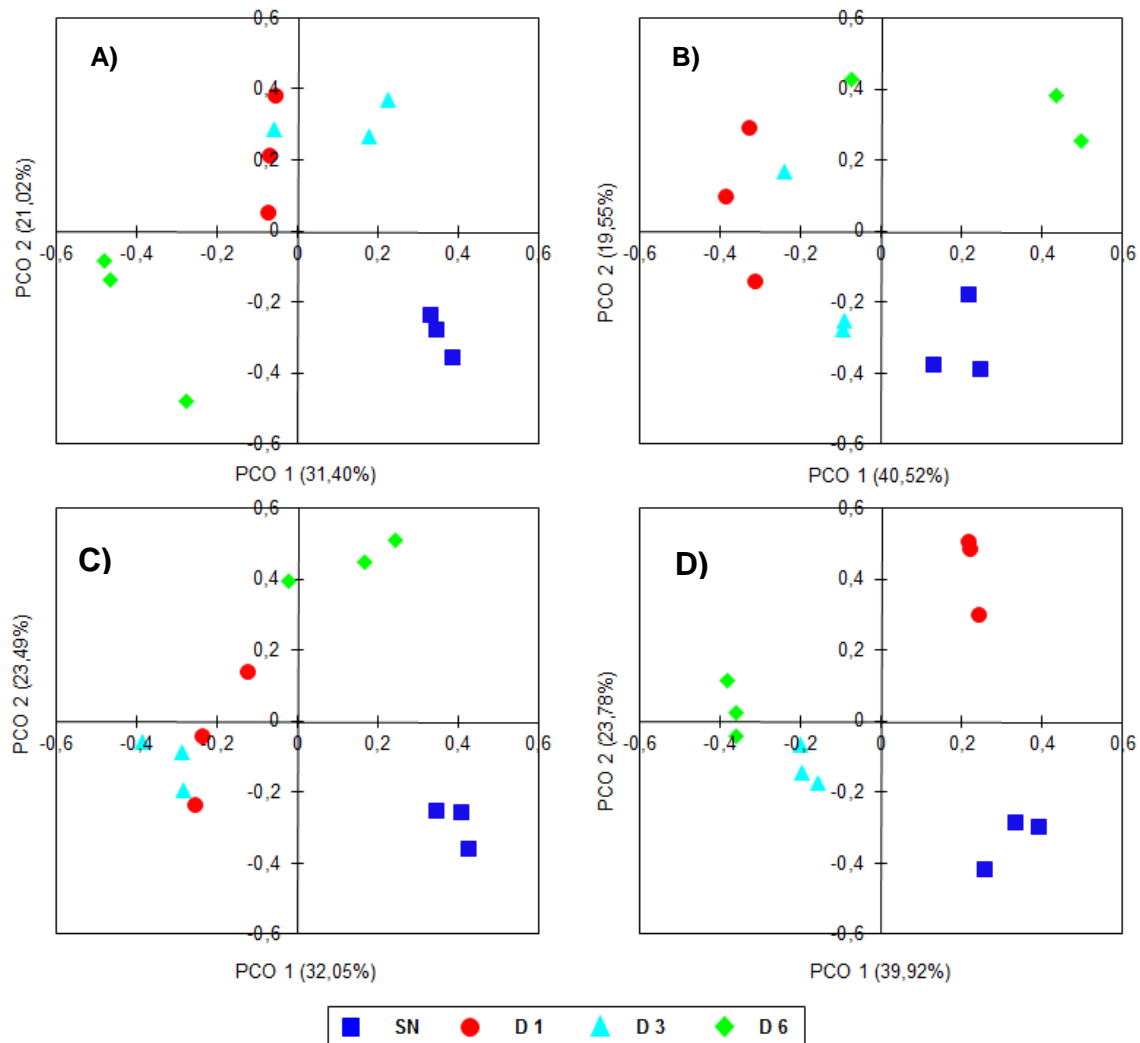 A)
0,6
0,4
0,2
0
-0,2
-0,4
-0,6
-0,6 -0,4 -0,2 0 0,2 0,4 0,6
PCO 2 (21,02%)
PCO 1 (31,40%)
B)
0,6
0,4
0,2
0
-0,2
-0,4
-0,6
-0,6 -0,4 -0,2 0 0,2 0,4 0,6
PCO 2 (19,55%)
PCO 1 (40,52%)
C)
0,6
0,4
0,2
0
-0,2
-0,4
-0,6
-0,6 -0,4 -0,2 0 0,2 0,4 0,6
PCO 2 (23,49%)
PCO 1 (32,05%)
D)
0,6
0,4
0,2
0
-0,2
-0,4
-0,6
-0,6 -0,4 -0,2 0 0,2 0,4 0,6
PCO 2 (23,78%)
PCO 1 (39,92%)
SN D 1 D 3 D 6